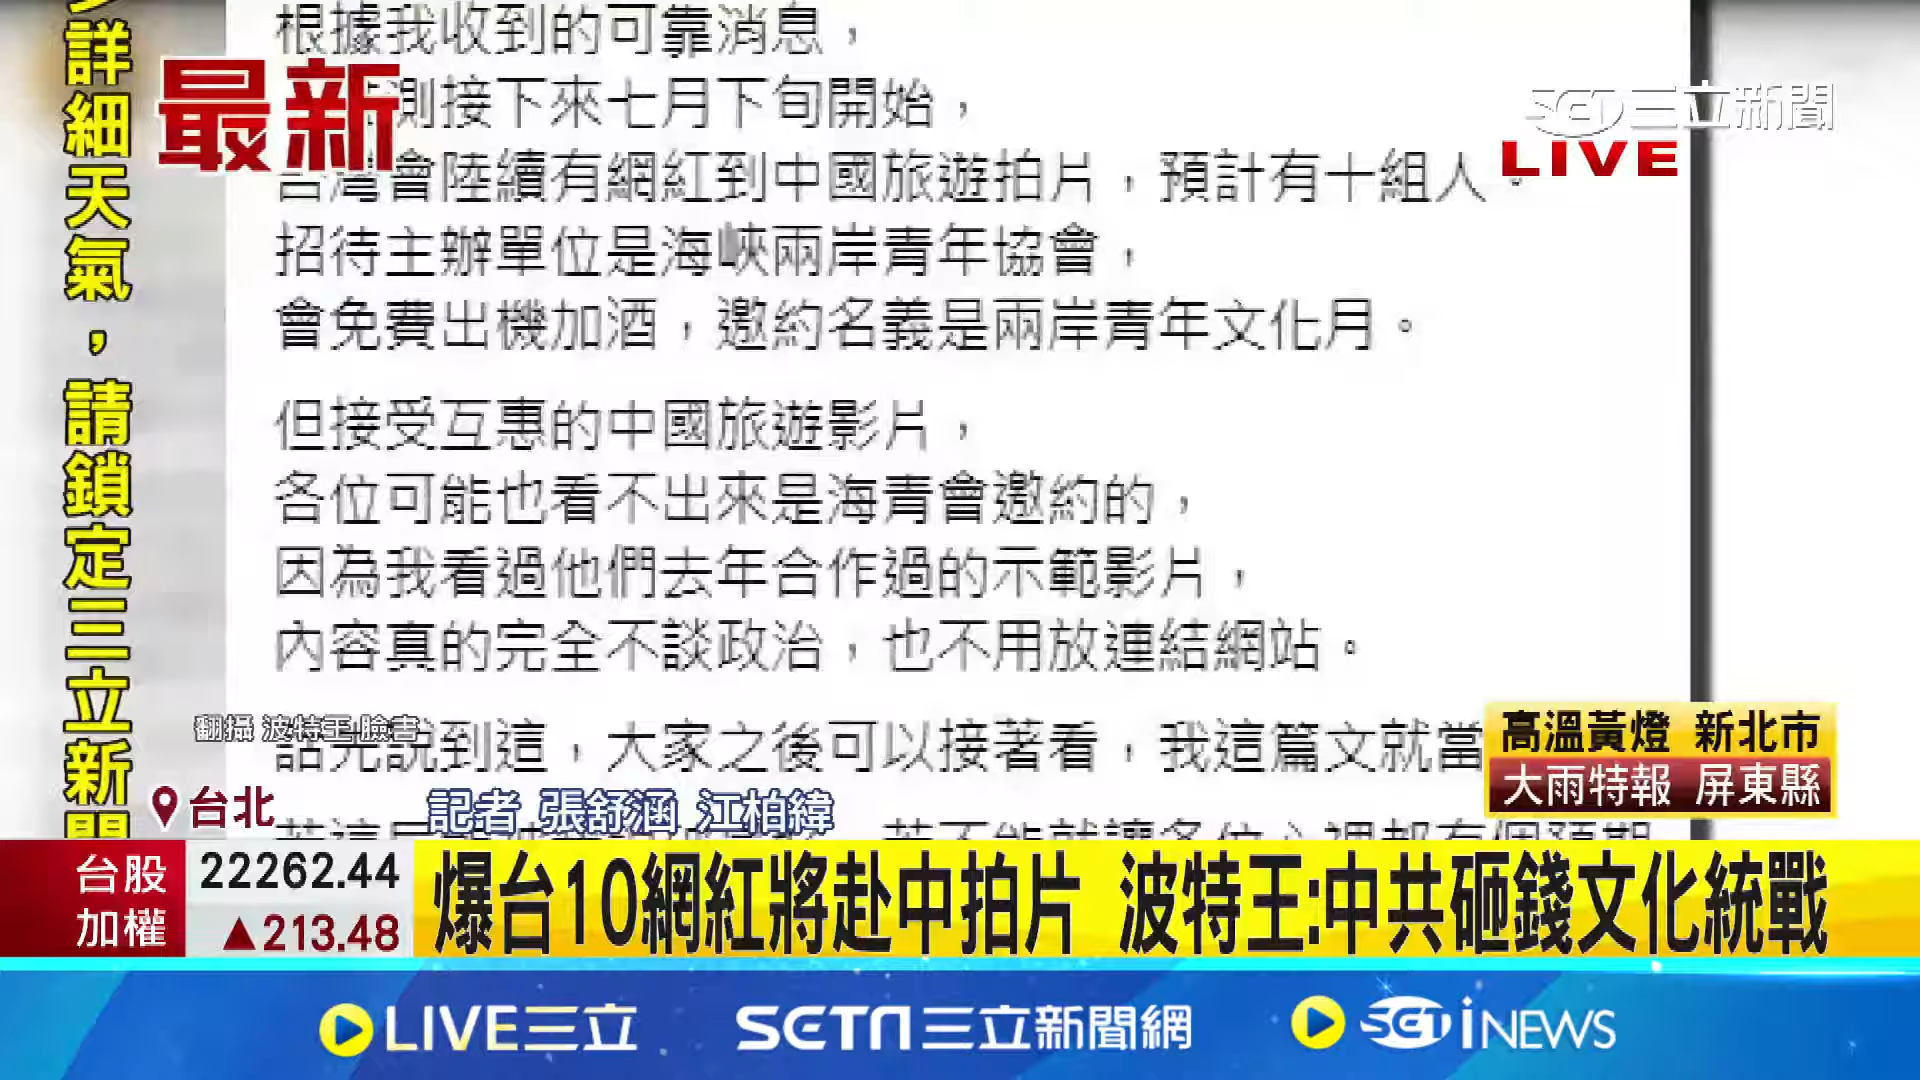 詳細天氣，請鎖定三立新聞
最新
SET三立新聞
LIVE
根據我收到的可靠消息，
測接下來七月下旬開始，
台灣會陸續有網紅到中國旅遊拍片，預計有十組人。
招待主辦單位是海峽兩岸青年協會，
會免費出機加酒，邀約名義是兩岸青年文化月。
但接受互惠的中國旅遊影片，
各位可能也看不出來是海青會邀約的，
因為我看過他們去年合作過的示範影片，
內容真的完全不談政治，也不用放連結網站。
翻攝 波特王 臉書
話先說到這，大家之後可以接著看，我這篇文就當
高溫黃燈 新北市
大雨特報 屏東縣
台北
記者 張舒涵 江柏緯
台股 22262.44
加權 ▲213.48
爆台10網紅將赴中拍片 波特王:中共砸錢文化統戰
LIVE三立
SETN三立新聞網
SET iNEWS